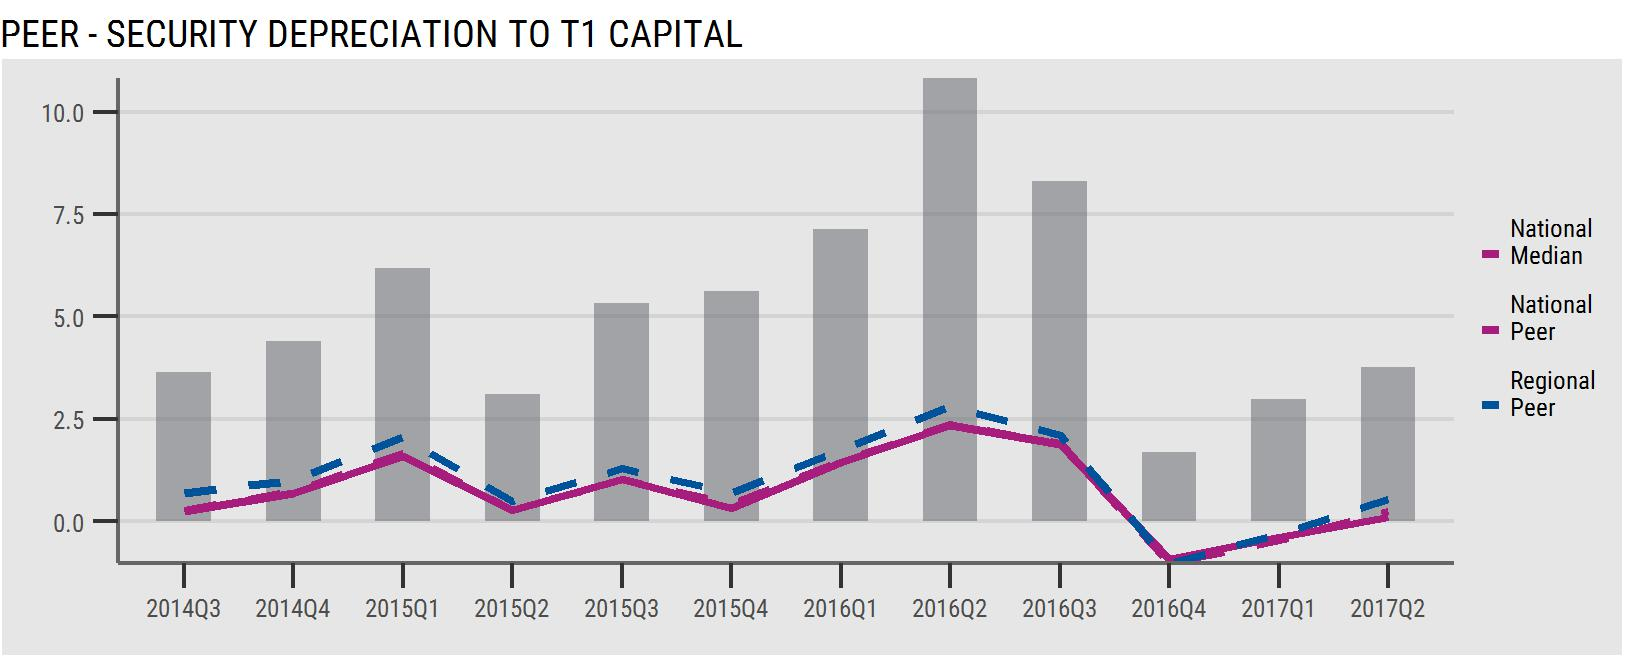 PEER - SECURITY DEPRECIATION TO T1 CAPITAL
10.0
7.5
5.0
2.5
0.0
2014Q3 2014Q4 2015Q1 2015Q2 2015Q3 2015Q4 2016Q1 2016Q2 2016Q3 2016Q4 2017Q1 2017Q2
National
Median
National
Peer
Regional
Peer